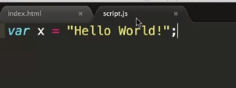 index.html × script.js ×
var x = "Hello World!";